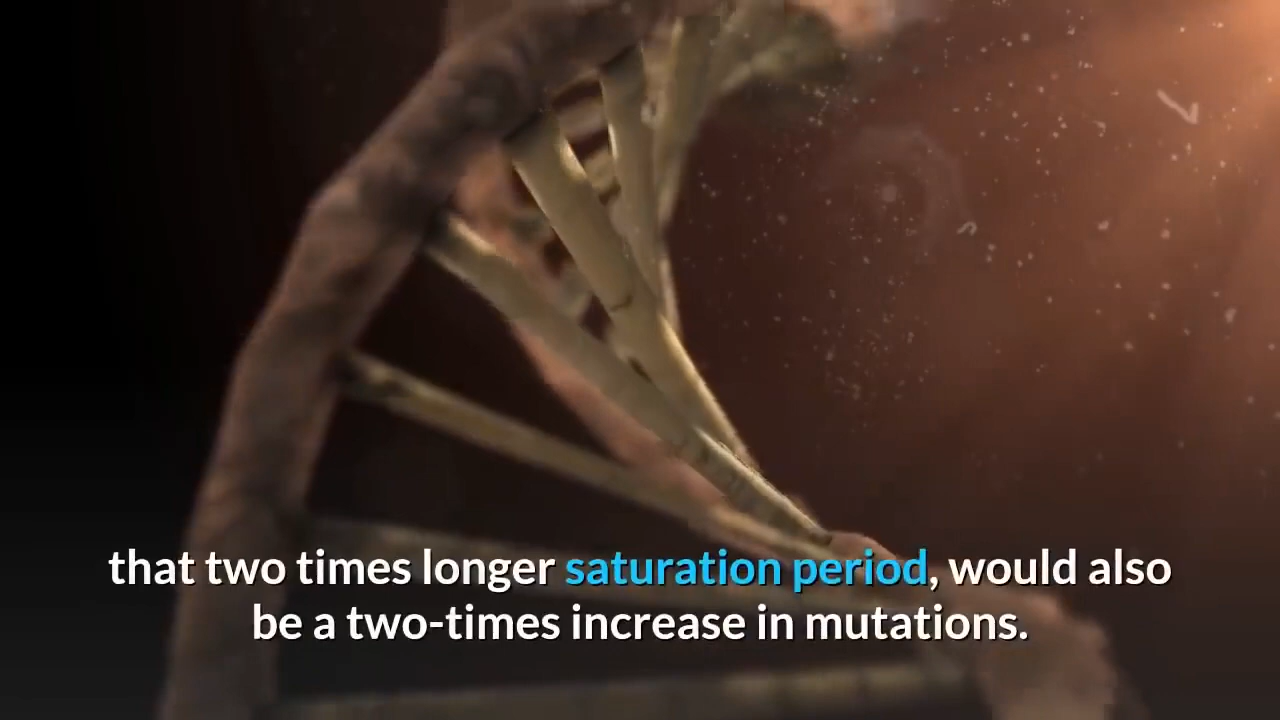 that two times longer saturation period, would also
be a two-times increase in mutations.